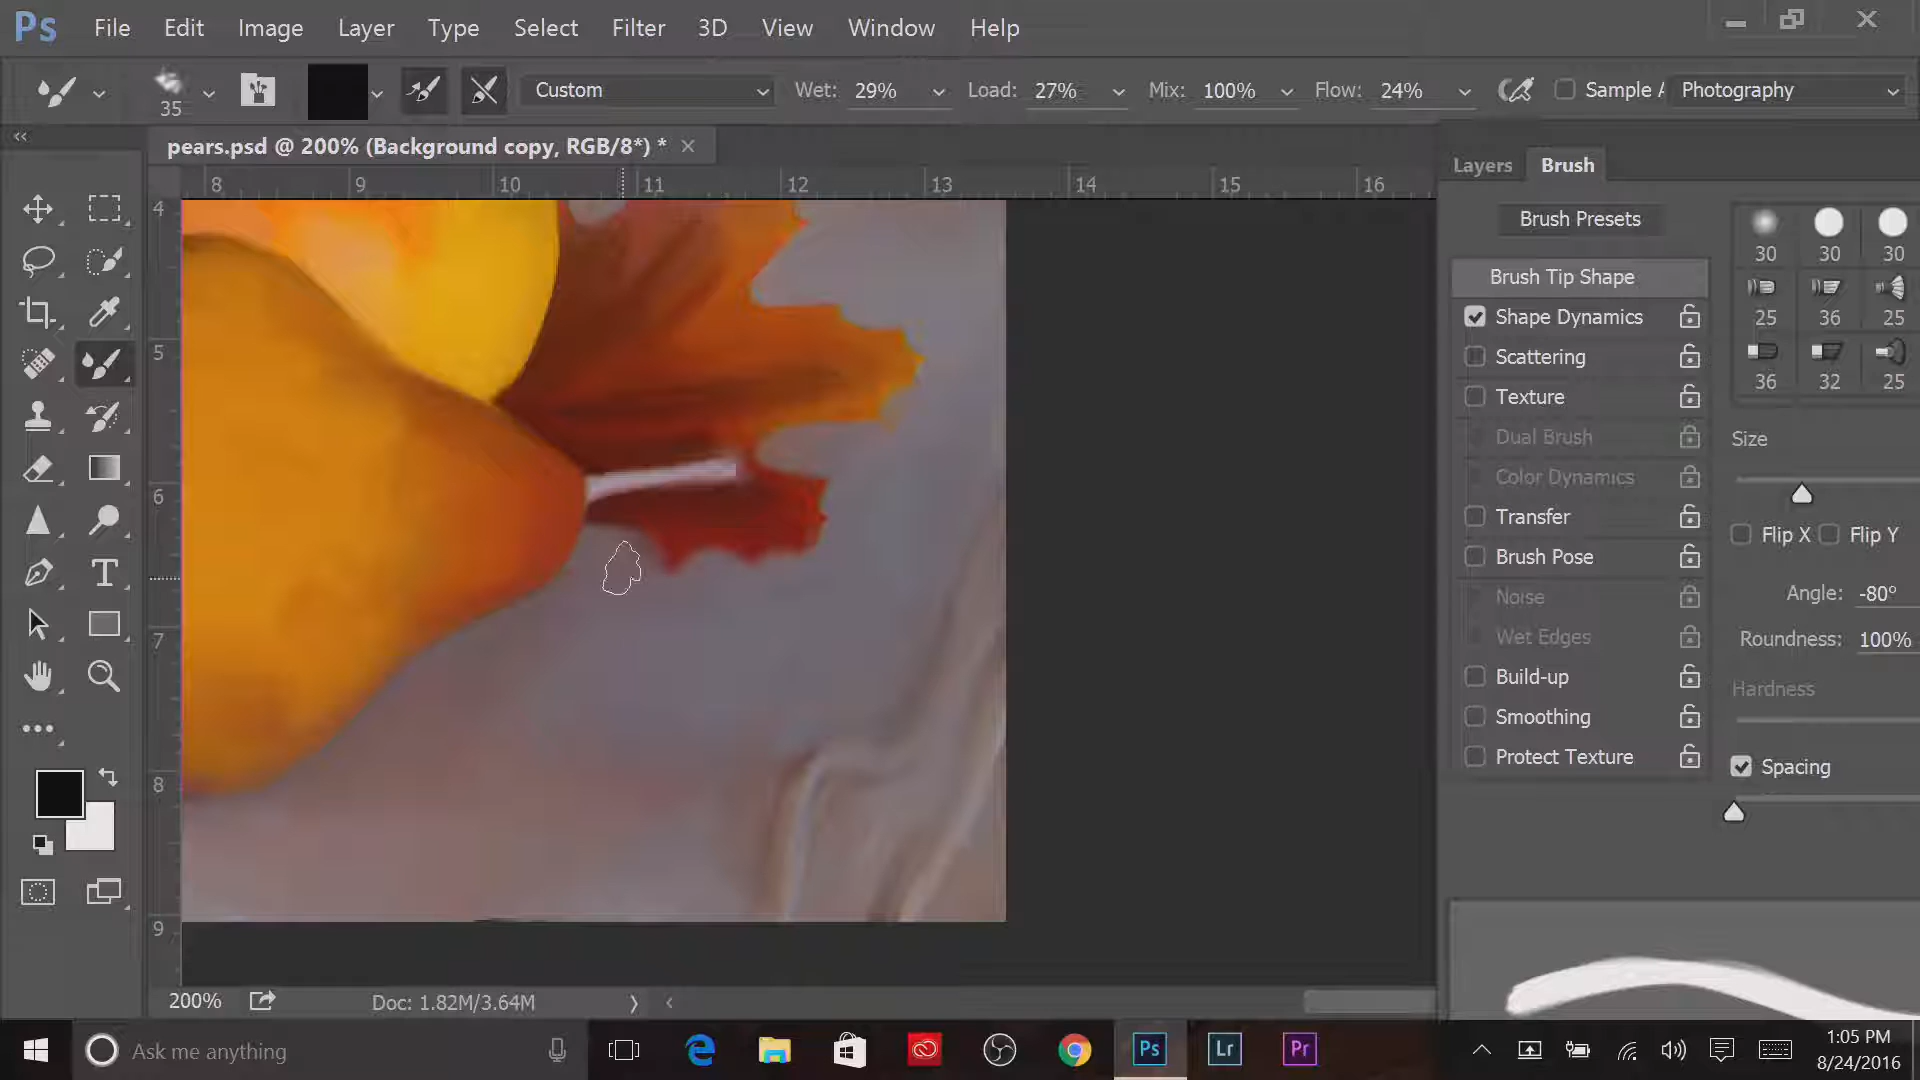 Ps File Edit Image Layer Type Select Filter 3D View Window Help
35 Custom Wet: 29% Load: 27% Mix: 100% Flow: 24% Sample A Photography
pears.psd @ 200% (Background copy, RGB/8*) *
8 9 10 11 12 13 14 15 16
4
5
6
7
8
9
Layers Brush
Brush Presets
Brush Tip Shape
Shape Dynamics
Scattering
Texture
Dual Brush
Color Dynamics
Transfer
Brush Pose
Noise
Wet Edges
Build-up
Smoothing
Protect Texture
30 30 30
25 36 25
36 32 25
Size
Flip X Flip Y
Angle: -80°
Roundness: 100%
Hardness
Spacing
200% Doc: 1.82M/3.64M
Ask me anything
Ps Lr Pr
1:05 PM
8/24/2016